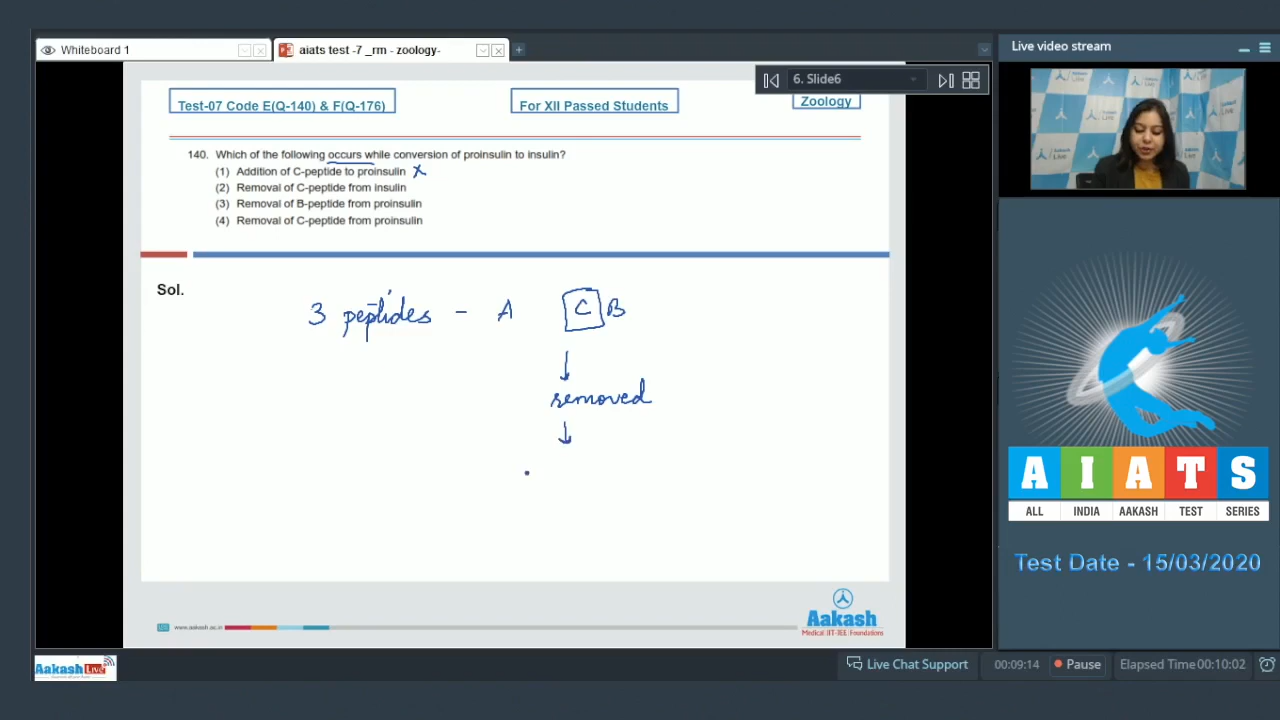 Whiteboard 1
aiats test -7 _rm - zoology-
Live video stream
6. Slide6
Test-07 Code E(Q-140) & F(Q-176)
For XII Passed Students
Zoology
140. Which of the following occurs while conversion of proinsulin to insulin?
(1) Addition of C-peptide to proinsulin X
(2) Removal of C-peptide from insulin
(3) Removal of B-peptide from proinsulin
(4) Removal of C-peptide from proinsulin
Sol.
3 peptides - A C B
↓
removed
↓
A I A T S
ALL INDIA AAKASH TEST SERIES
Test Date - 15/03/2020
www.aakash.ac.in
Aakash
Medical|IIT-JEE|Foundations
Aakash Live
Live Chat Support
00:09:14
Pause
Elapsed Time 00:10:02